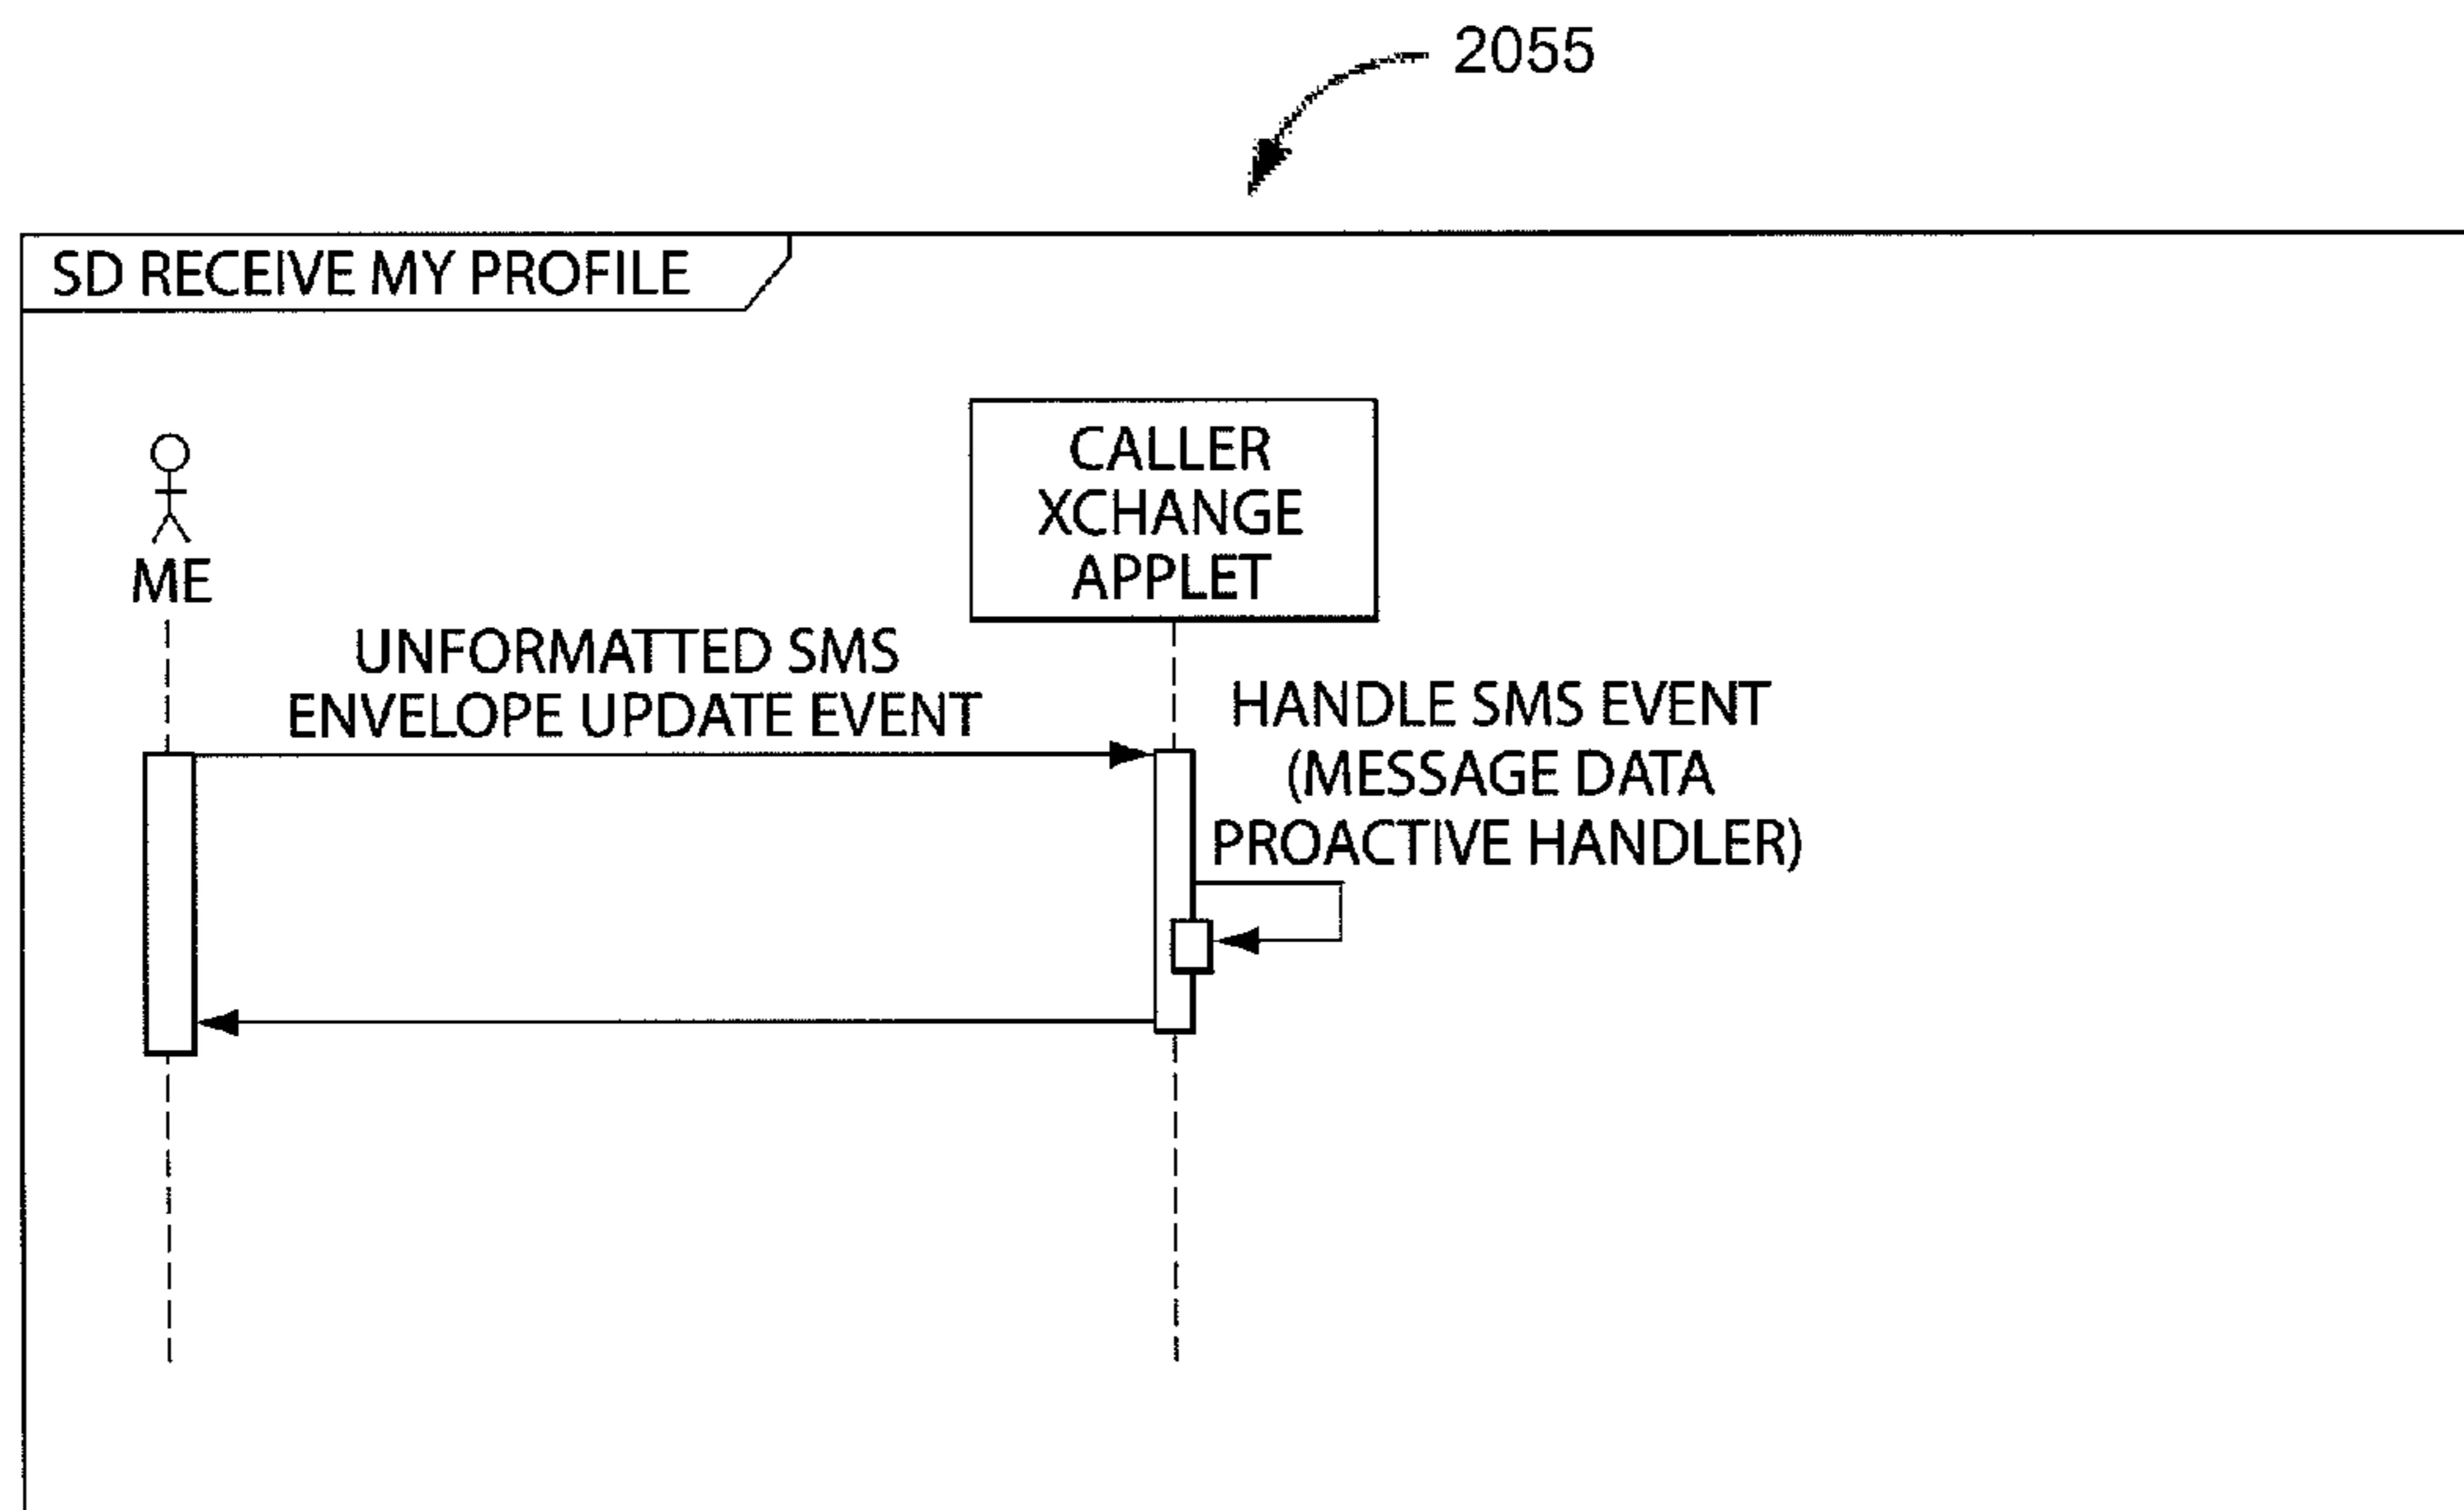 2055
SD RECEIVE MY PROFILE
CALLER
XCHANGE
APPLET
ME
UNFORMATTED SMS
ENVELOPE UPDATE EVENT
HANDLE SMS EVENT
(MESSAGE DATA
PROACTIVE HANDLER)